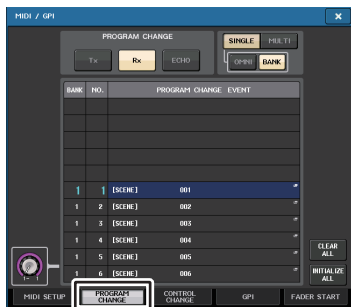 MIDI / GPI
PROGRAM CHANGE
Tx Rx ECHO
SINGLE MULTI
OMNI BANK
BANK NO. PROGRAM CHANGE EVENT
1 1 [SCENE] 001
1 2 [SCENE] 002
1 3 [SCENE] 003
1 4 [SCENE] 004
1 5 [SCENE] 005
1 6 [SCENE] 006
CLEAR
ALL
INITIALIZE
ALL
MIDI SETUP
PROGRAM
CHANGE
CONTROL
CHANGE
GPI
FADER START